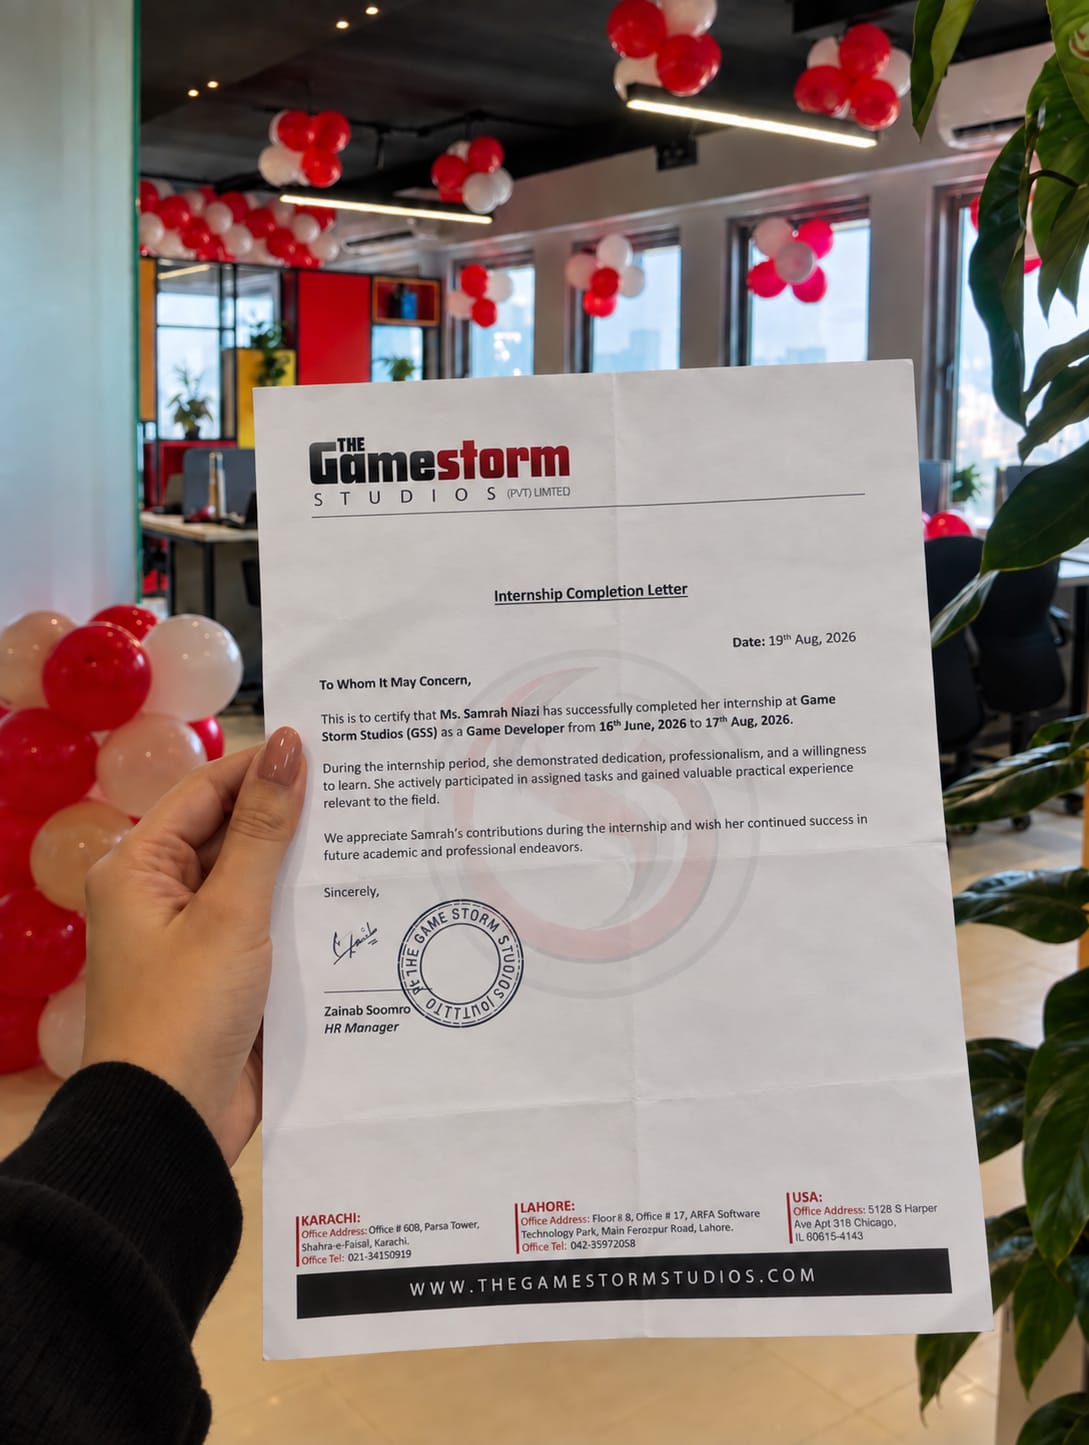 THE
Gamestorm
STUDIOS (PVT) LIMTED
Internship Completion Letter
Date: 19th Aug, 2026
To Whom It May Concern,
This is to certify that Ms. Samrah Niazi has successfully completed her internship at Game
Storm Studios (GSS) as a Game Developer from 16th June, 2026 to 17th Aug, 2026.
During the internship period, she demonstrated dedication, professionalism, and a willingness
to learn. She actively participated in assigned tasks and gained valuable practical experience
relevant to the field.
We appreciate Samrah's contributions during the internship and wish her continued success in
future academic and professional endeavors.
Sincerely,
THE GAME STORM STUDIOS
Zainab Soomro
HR Manager
KARACHI:
Office Address: Office # 608, Parsa Tower,
Shahra-e-Faisal, Karachi.
Office Tel: 021-34150919
LAHORE:
Office Address: Floor # 8, Office # 17, ARFA Software
Technology Park, Main Ferozpur Road, Lahore.
Office Tel: 042-35972058
USA:
Office Address: 5128 S Harper
Ave Apt 318 Chicago,
IL 60615-4143
WWW.THEGAMESTORMSTUDIOS.COM